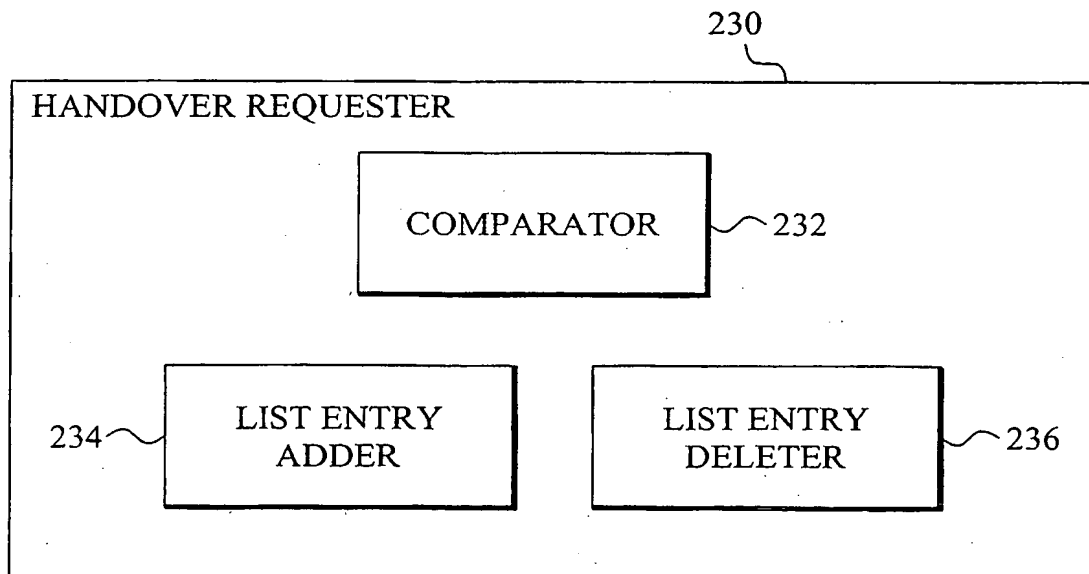 230
HANDOVER REQUESTER
COMPARATOR
232
234
LIST ENTRY
ADDER
LIST ENTRY
DELETER
236